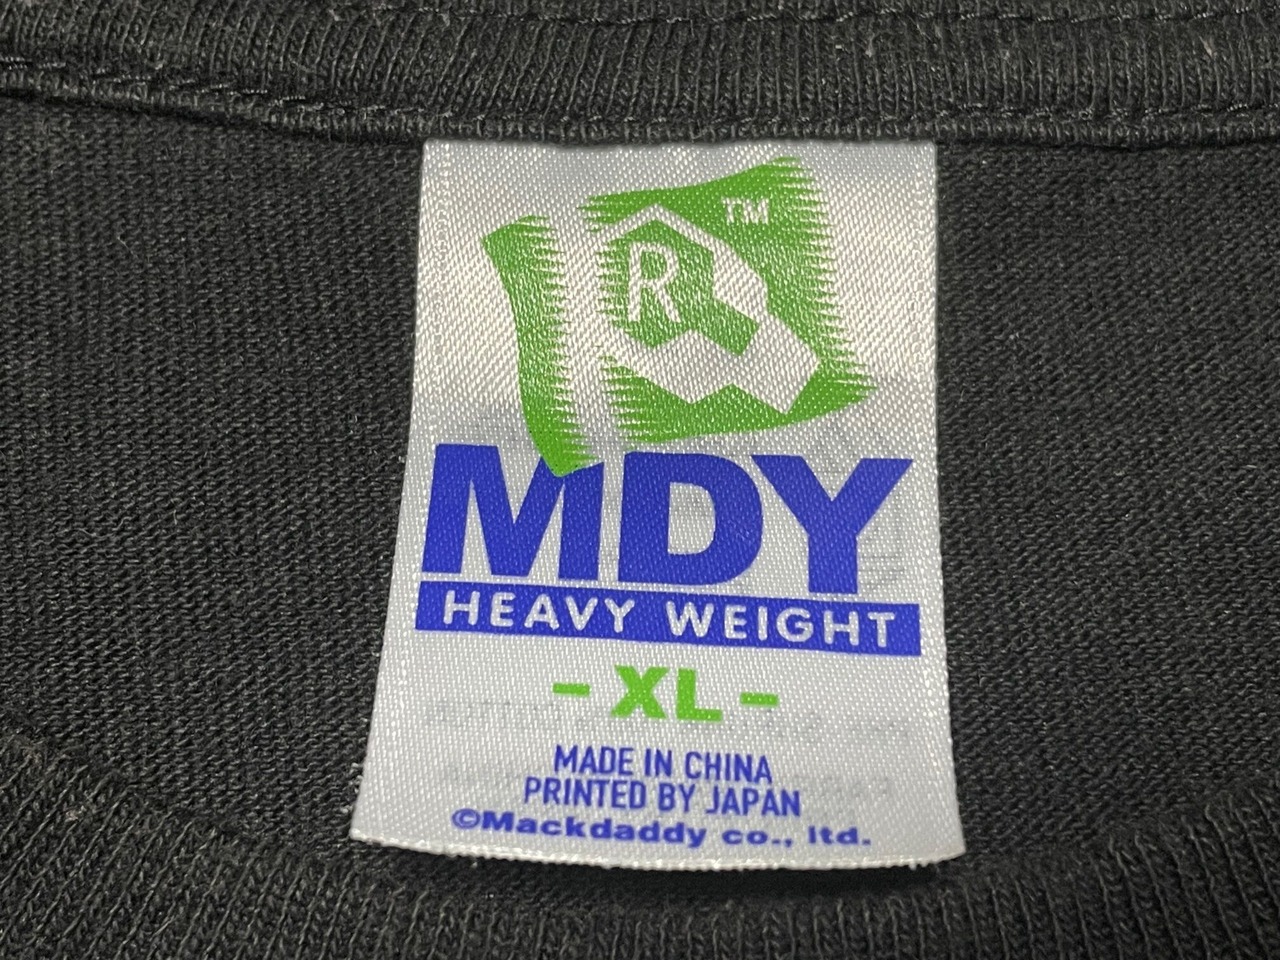 TM
R
MDY
HEAVY WEIGHT
- XL -
MADE IN CHINA
PRINTED BY JAPAN
©Mackdaddy co., ltd.